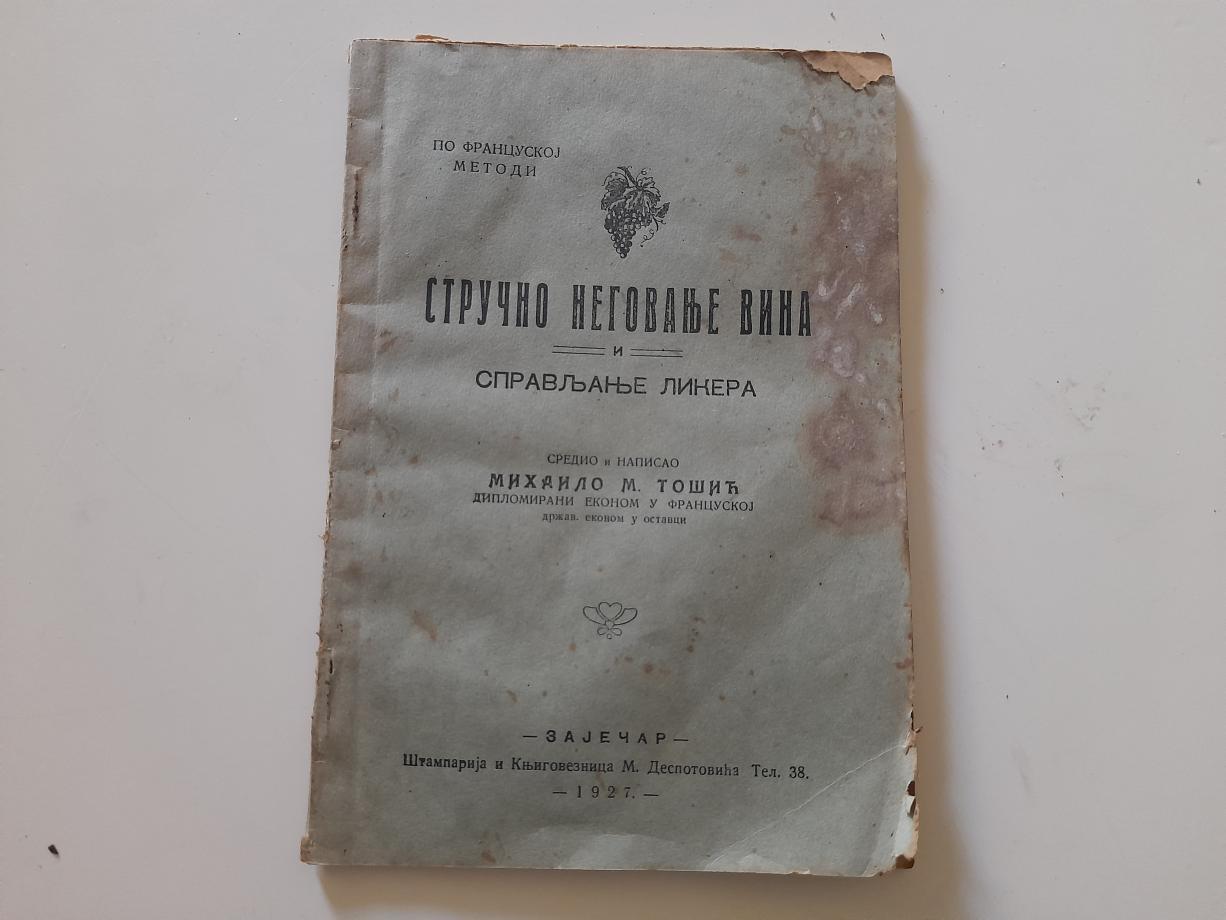 ПО ФРАНЦУСКОЈ
МЕТОДИ
СТРУЧНО НЕГОВАЊЕ ВИНА
И
СПРАВЉАЊЕ ЛИКЕРА
СРЕДИО и НАПИСАО
МИХАИЛО М. ТОШИЋ
ДИПЛОМИРАНИ ЕКОНОМ У ФРАНЦУСКОЈ
држав. економ у оставци
— ЗАЈЕЧАР —
Штампарија и Књиговезница М. Деспотовића Тел. 38.
— 1927. —